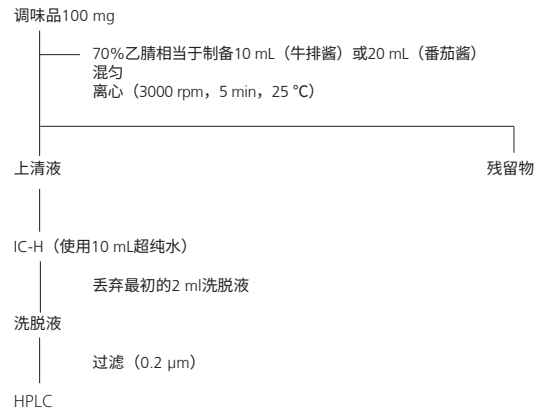 调味品100 mg
70%乙腈相当于制备10 mL（牛排酱）或20 mL（番茄酱）
混匀
离心（3000 rpm，5 min，25 ℃）
上清液
残留物
IC-H（使用10 mL超纯水）
丢弃最初的2 ml洗脱液
洗脱液
过滤（0.2 μm）
HPLC